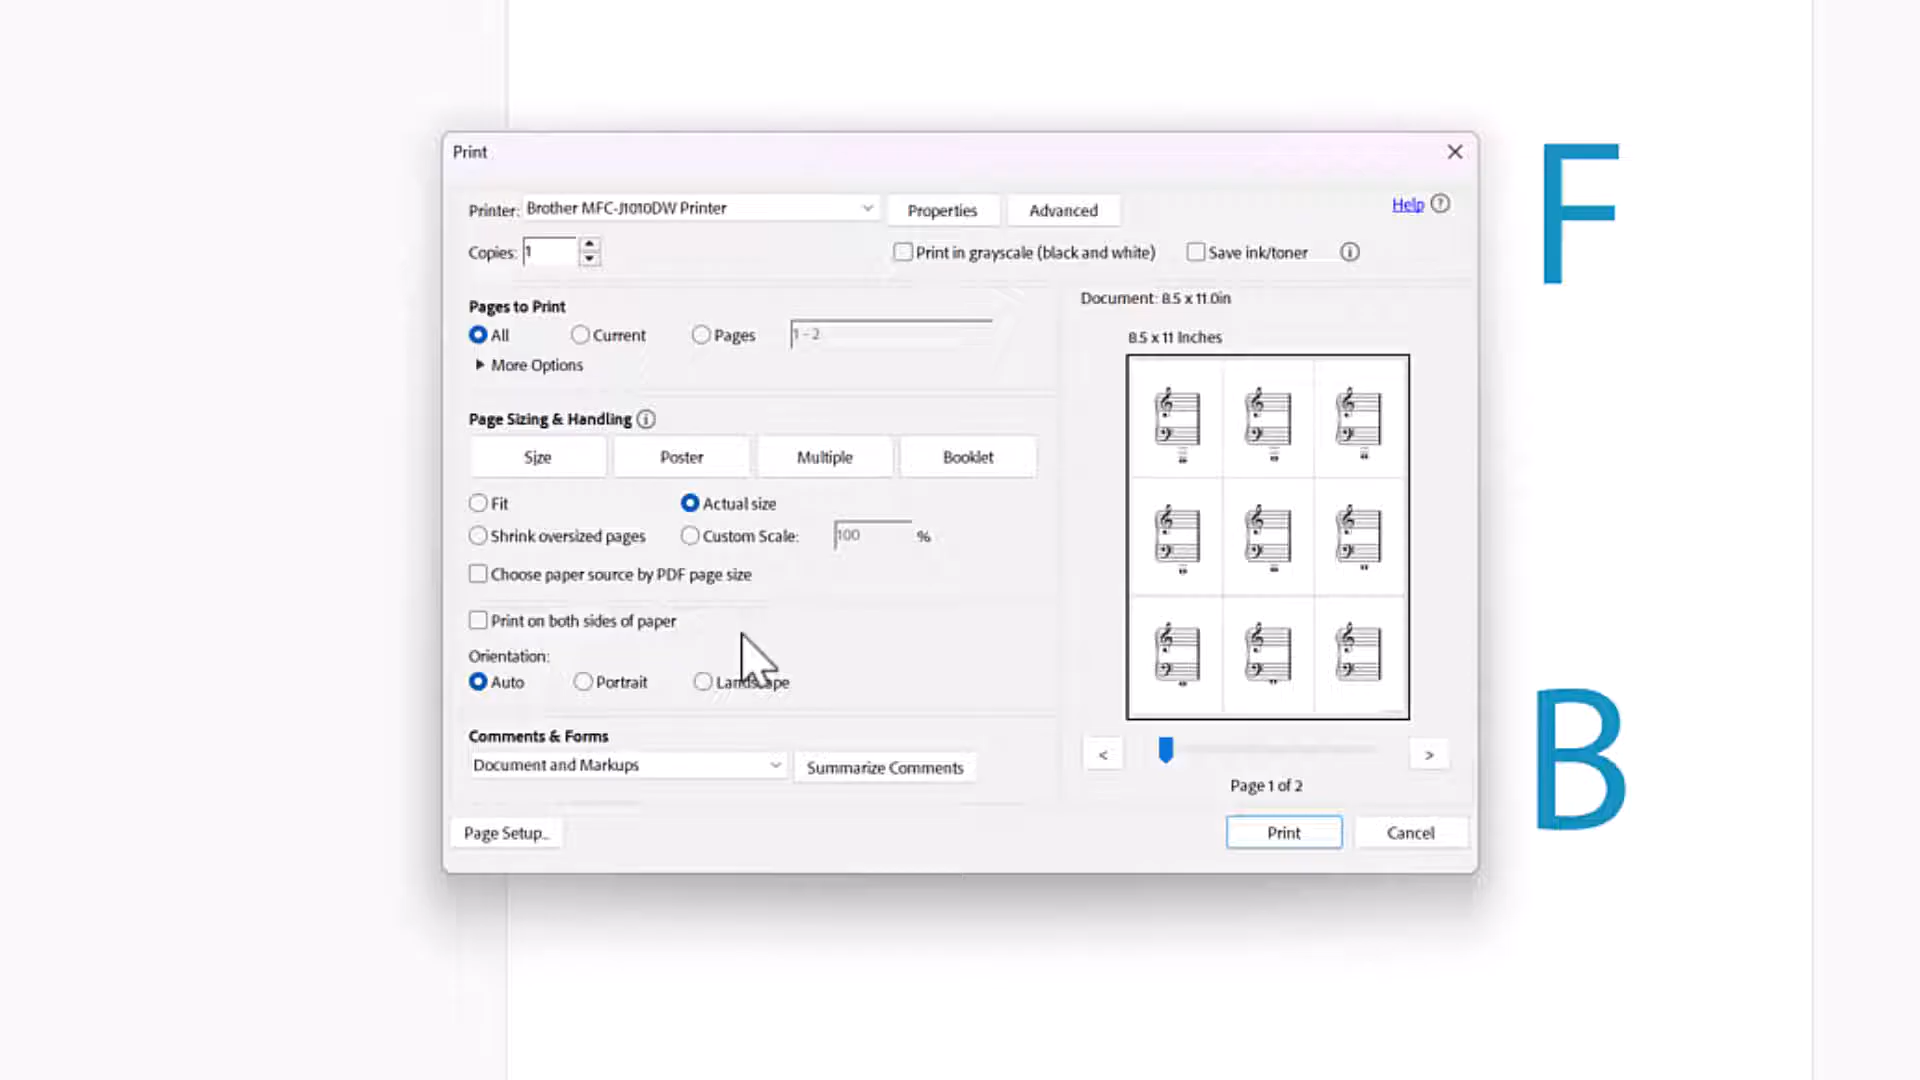 Print
Printer: Brother MFC-J1010DW Printer
Properties
Advanced
Help
Copies: 1
Print in grayscale (black and white)
Save ink/toner
Pages to Print
All
Current
Pages
1 - 2
More Options
Page Sizing & Handling
Size
Poster
Multiple
Booklet
Fit
Actual size
Shrink oversized pages
Custom Scale:
100
%
Choose paper source by PDF page size
Print on both sides of paper
Orientation:
Auto
Portrait
Landscape
Comments & Forms
Document and Markups
Summarize Comments
Page Setup...
Document: 8.5 x 11.0in
8.5 x 11 Inches
<
>
Page 1 of 2
Print
Cancel
F
B